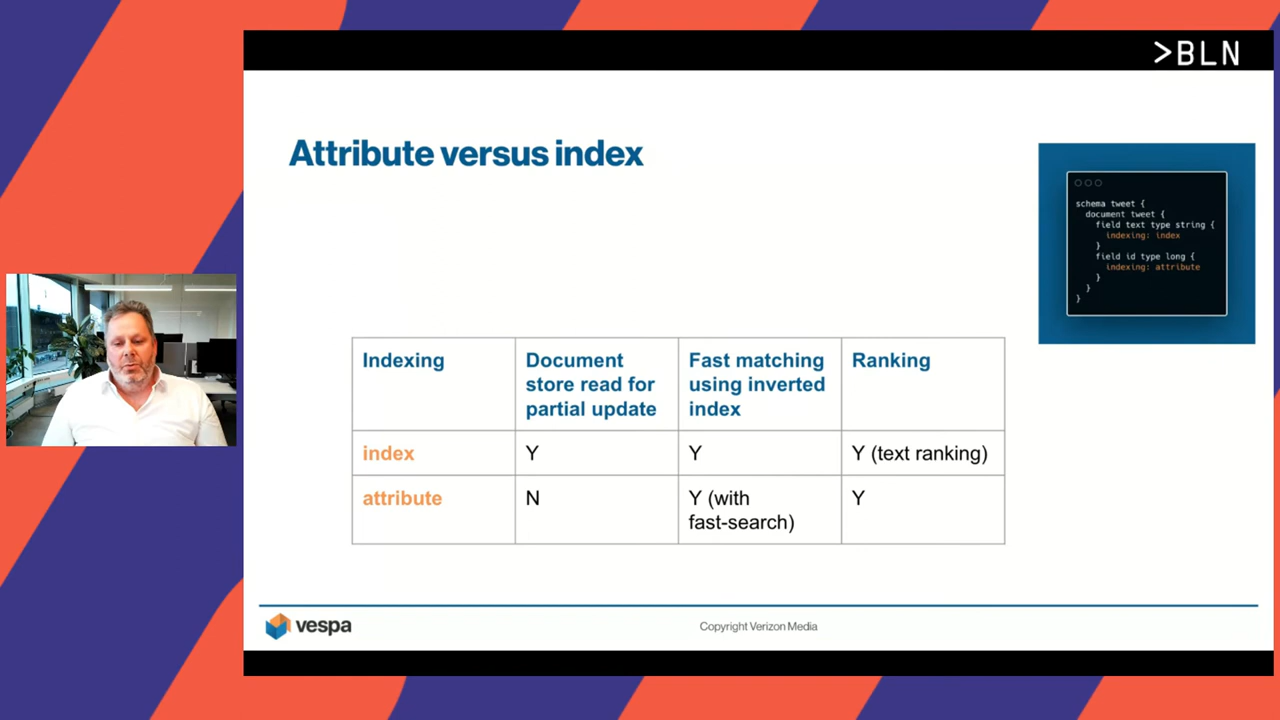 >BLN
Attribute versus index
schema tweet {
document tweet {
field text type string {
indexing: index
}
field id type long {
indexing: attribute
}
}
}
Indexing
Document
store read for
partial update
Fast matching
using inverted
index
Ranking
index
Y
Y
Y (text ranking)
attribute
N
Y (with
fast-search)
Y
vespa
Copyright Verizon Media